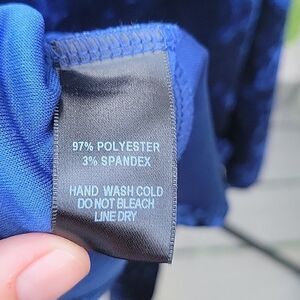 97% POLYESTER
3% SPANDEX
HAND WASH COLD
DO NOT BLEACH
LINE DRY